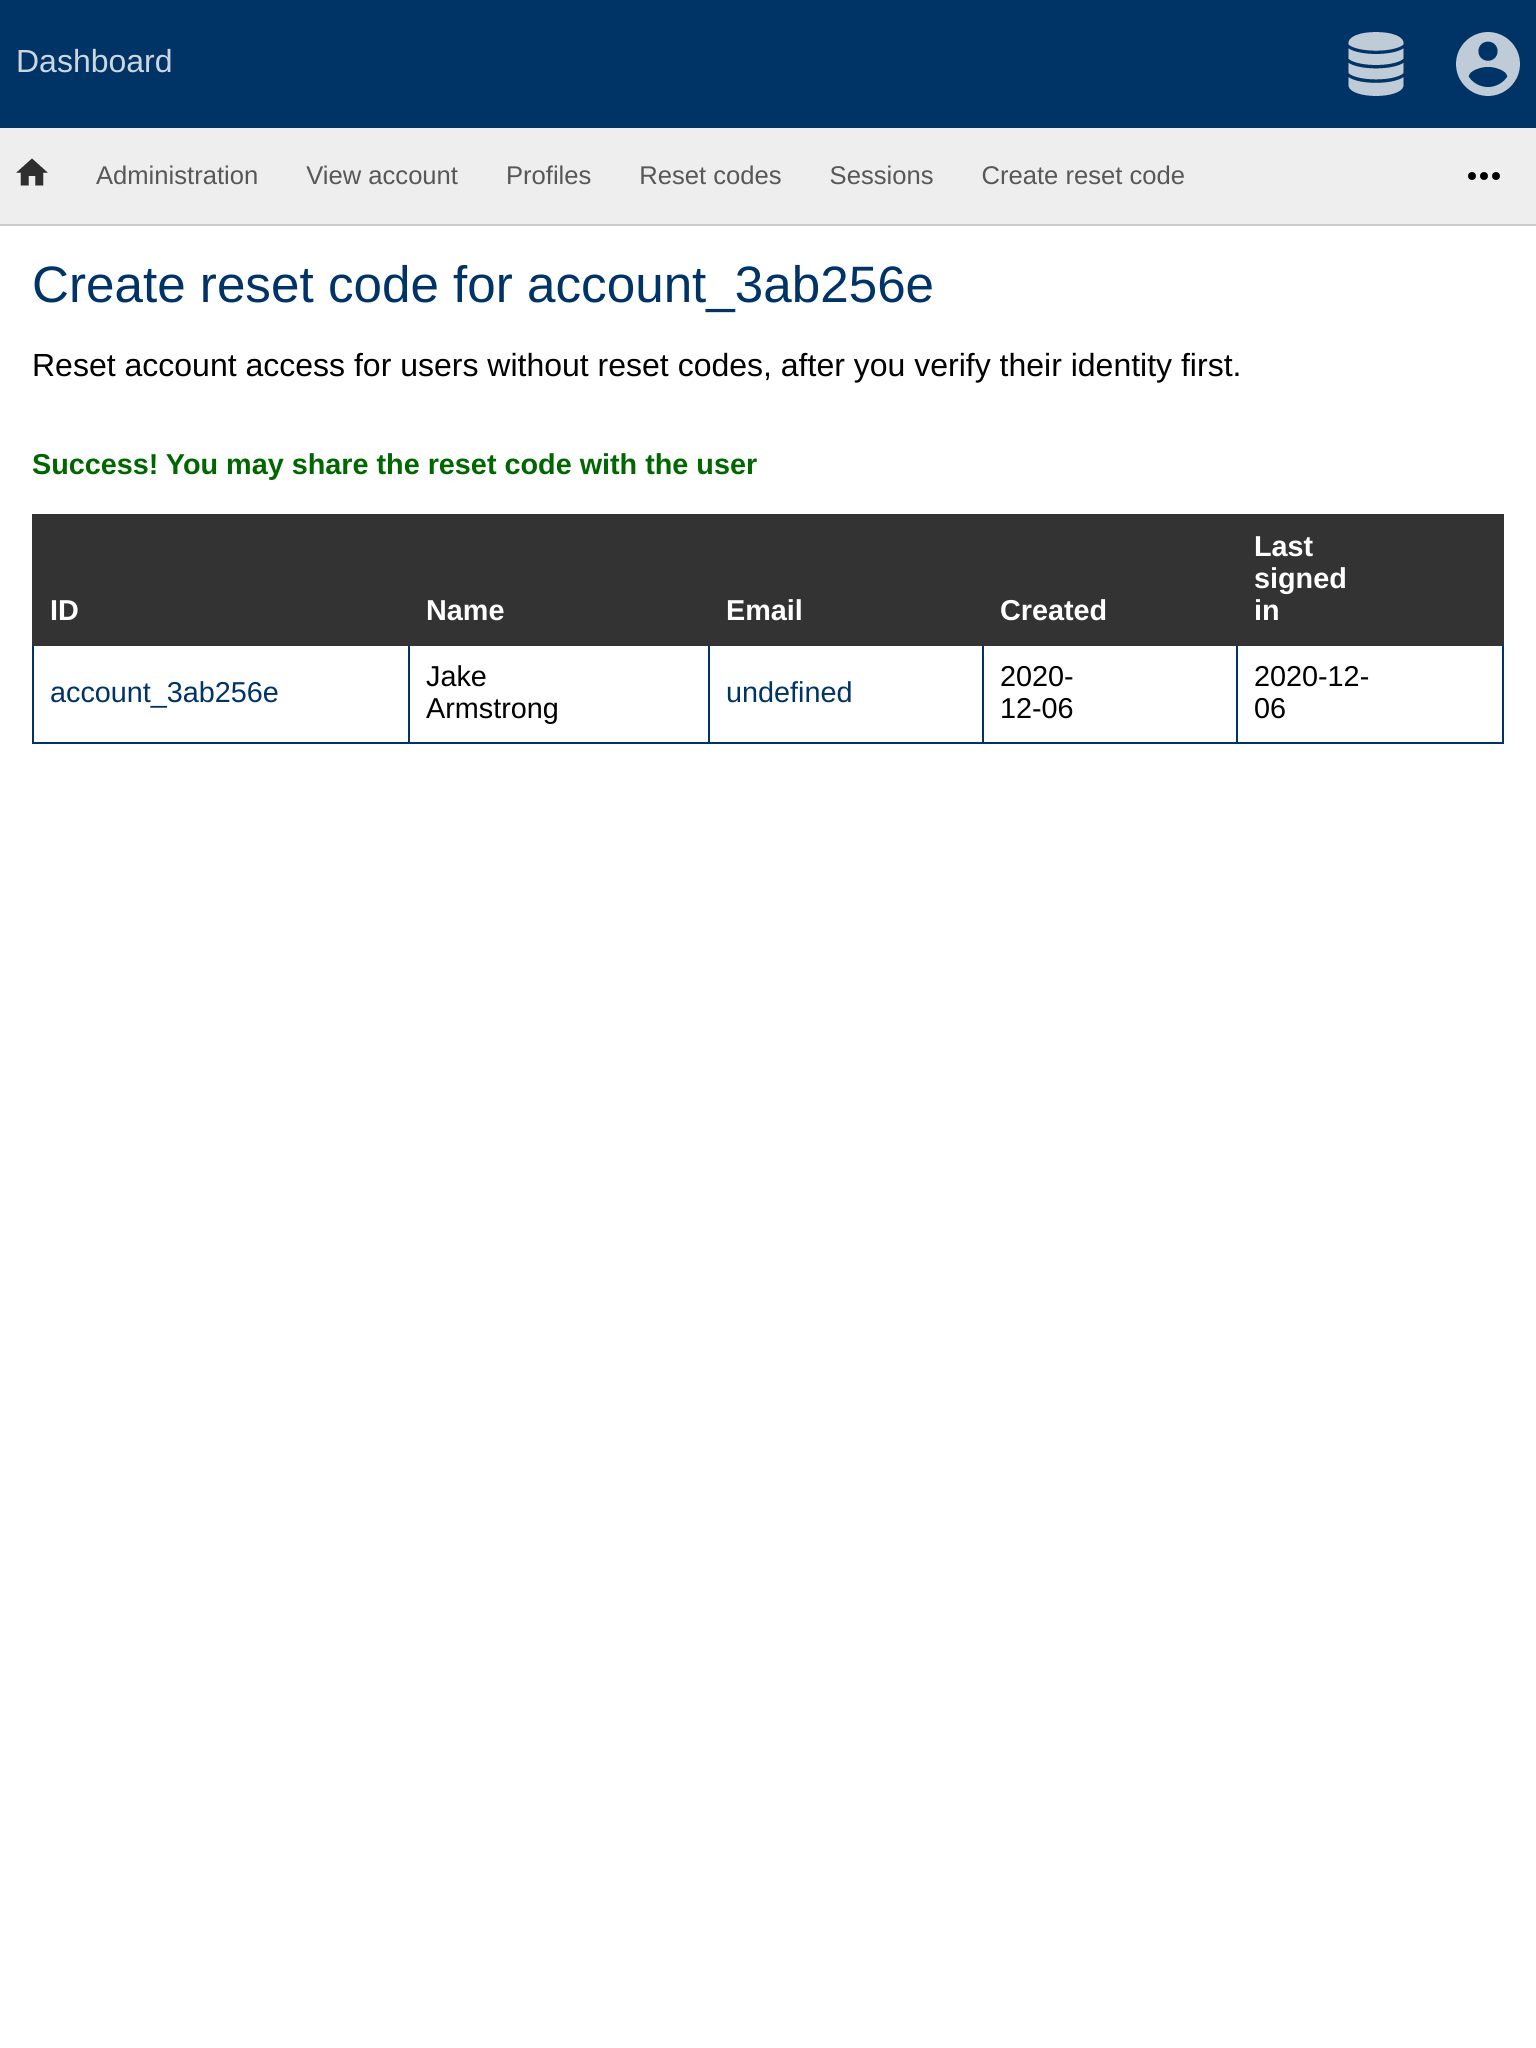 Dashboard
Administration View account Profiles Reset codes Sessions Create reset code
Create reset code for account_3ab256e
Reset account access for users without reset codes, after you verify their identity first.
Success! You may share the reset code with the user
ID Name Email Created Last signed in
account_3ab256e Jake Armstrong undefined 2020-12-06 2020-12-06